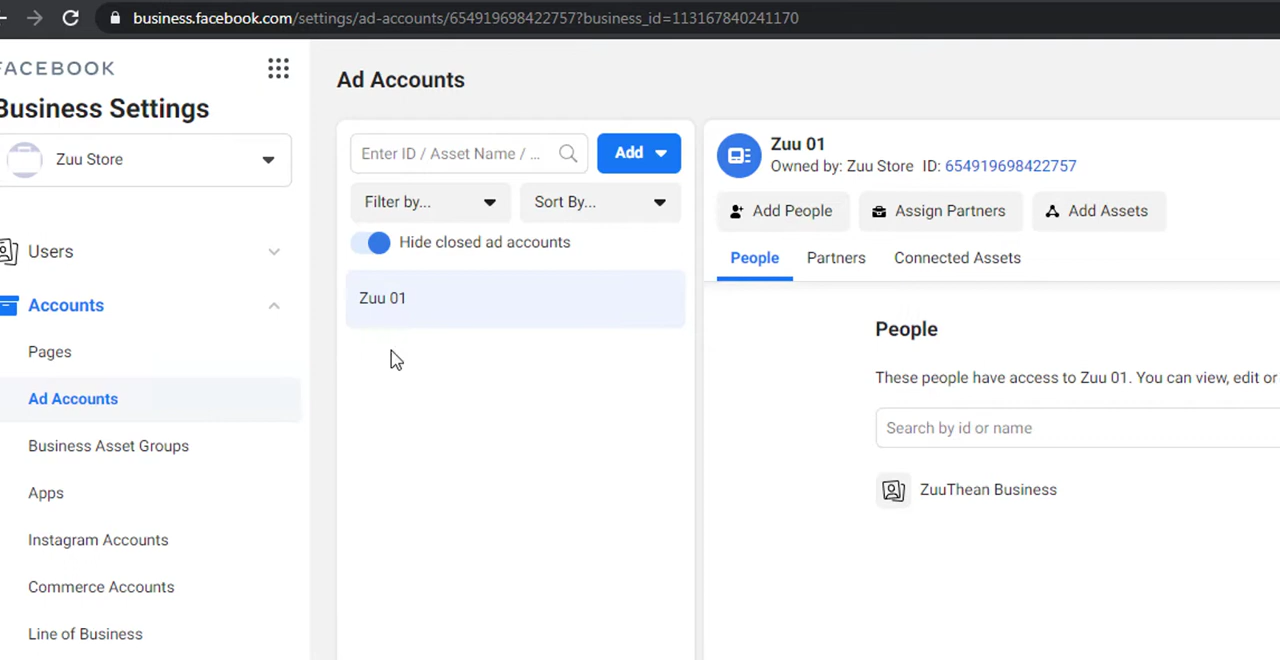 business.facebook.com/settings/ad-accounts/654919698422757?business_id=113167840241170
FACEBOOK
Business Settings
Zuu Store
Users
Accounts
Pages
Ad Accounts
Business Asset Groups
Apps
Instagram Accounts
Commerce Accounts
Line of Business
Ad Accounts
Enter ID / Asset Name / ...
Add
Filter by...
Sort By...
Hide closed ad accounts
Zuu 01
Zuu 01
Owned by: Zuu Store ID: 654919698422757
Add People
Assign Partners
Add Assets
People
Partners
Connected Assets
People
These people have access to Zuu 01. You can view, edit or
Search by id or name
ZuuThean Business